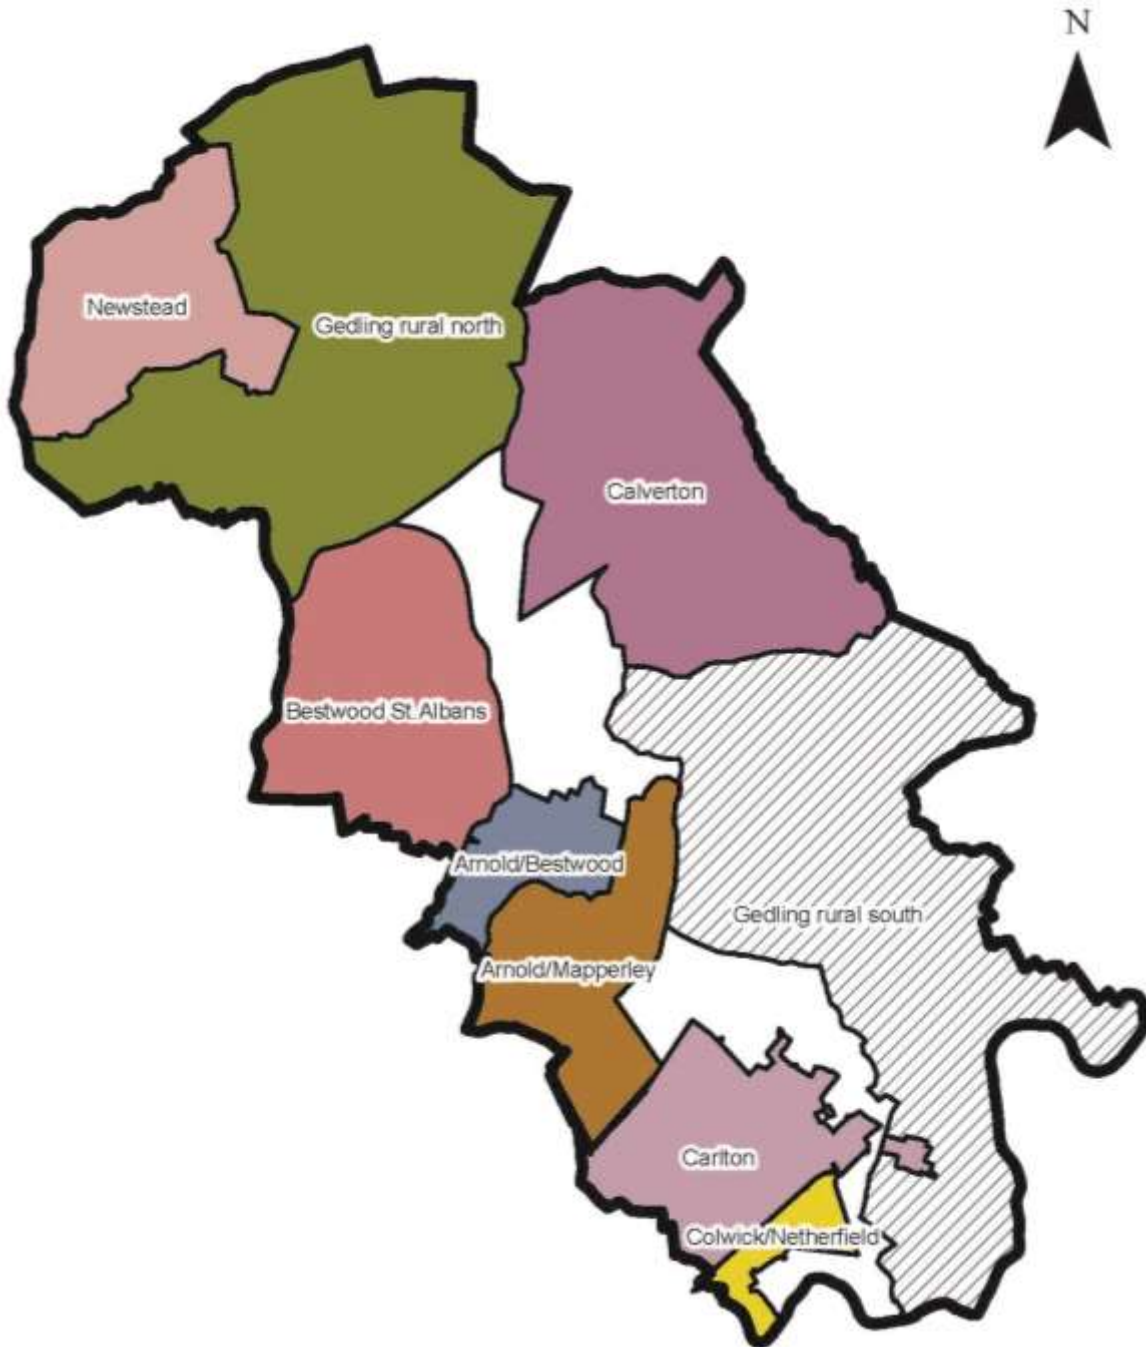 N
Newstead
Gedling rural north
Calverton
Bestwood St.Albans
Arnold/Bestwood
Gedling rural south
Arnold/Mapperley
Carlton
Colwick/Netherfield